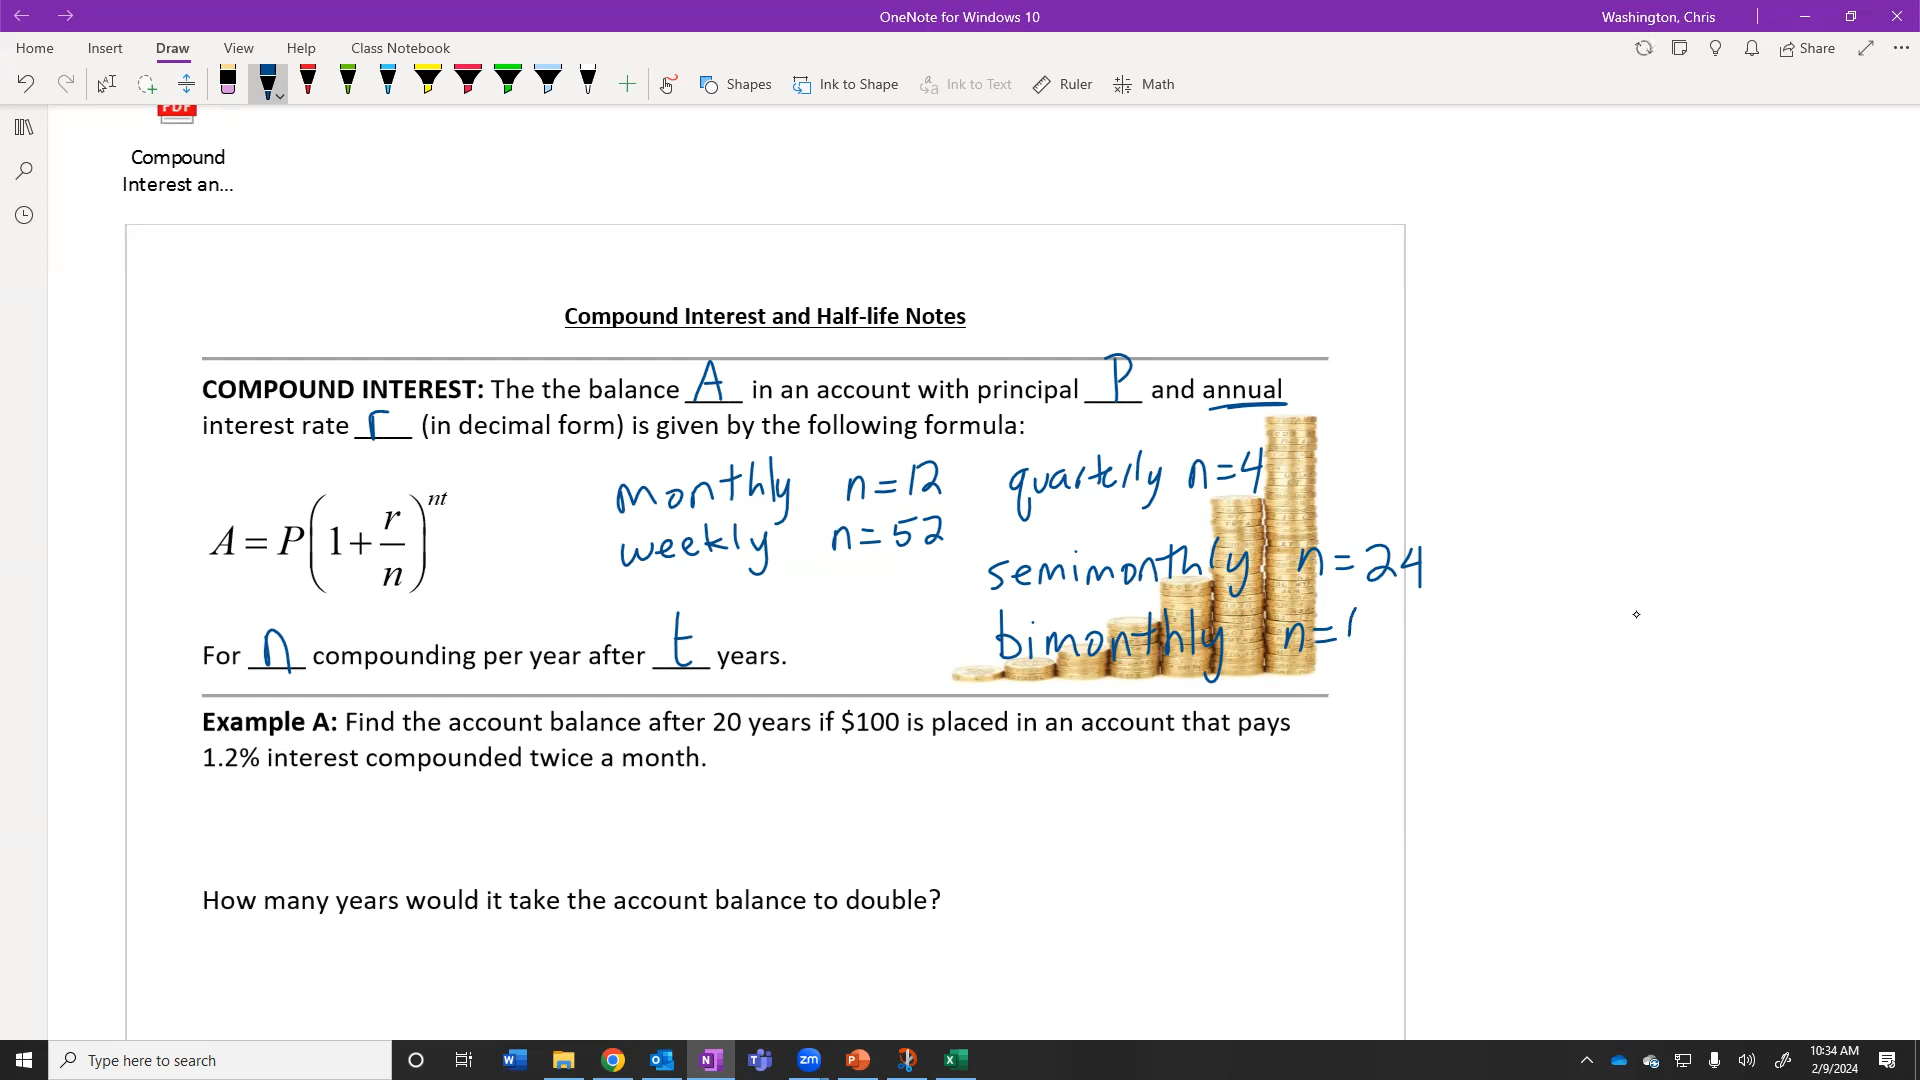 OneNote for Windows 10
Washington, Chris
Home Insert Draw View Help Class Notebook
Share
Shapes Ink to Shape Ink to Text Ruler Math
PDF
Compound
Interest an...
Compound Interest and Half-life Notes
COMPOUND INTEREST: The the balance A in an account with principal P and annual
interest rate r (in decimal form) is given by the following formula:
monthly n=12 quarterly n=4
weekly n=52
A = P(1 + r/n)^nt
semimonthly n=24
bimonthly n=
For n compounding per year after t years.
Example A: Find the account balance after 20 years if $100 is placed in an account that pays
1.2% interest compounded twice a month.
How many years would it take the account balance to double?
Type here to search
10:34 AM
2/9/2024